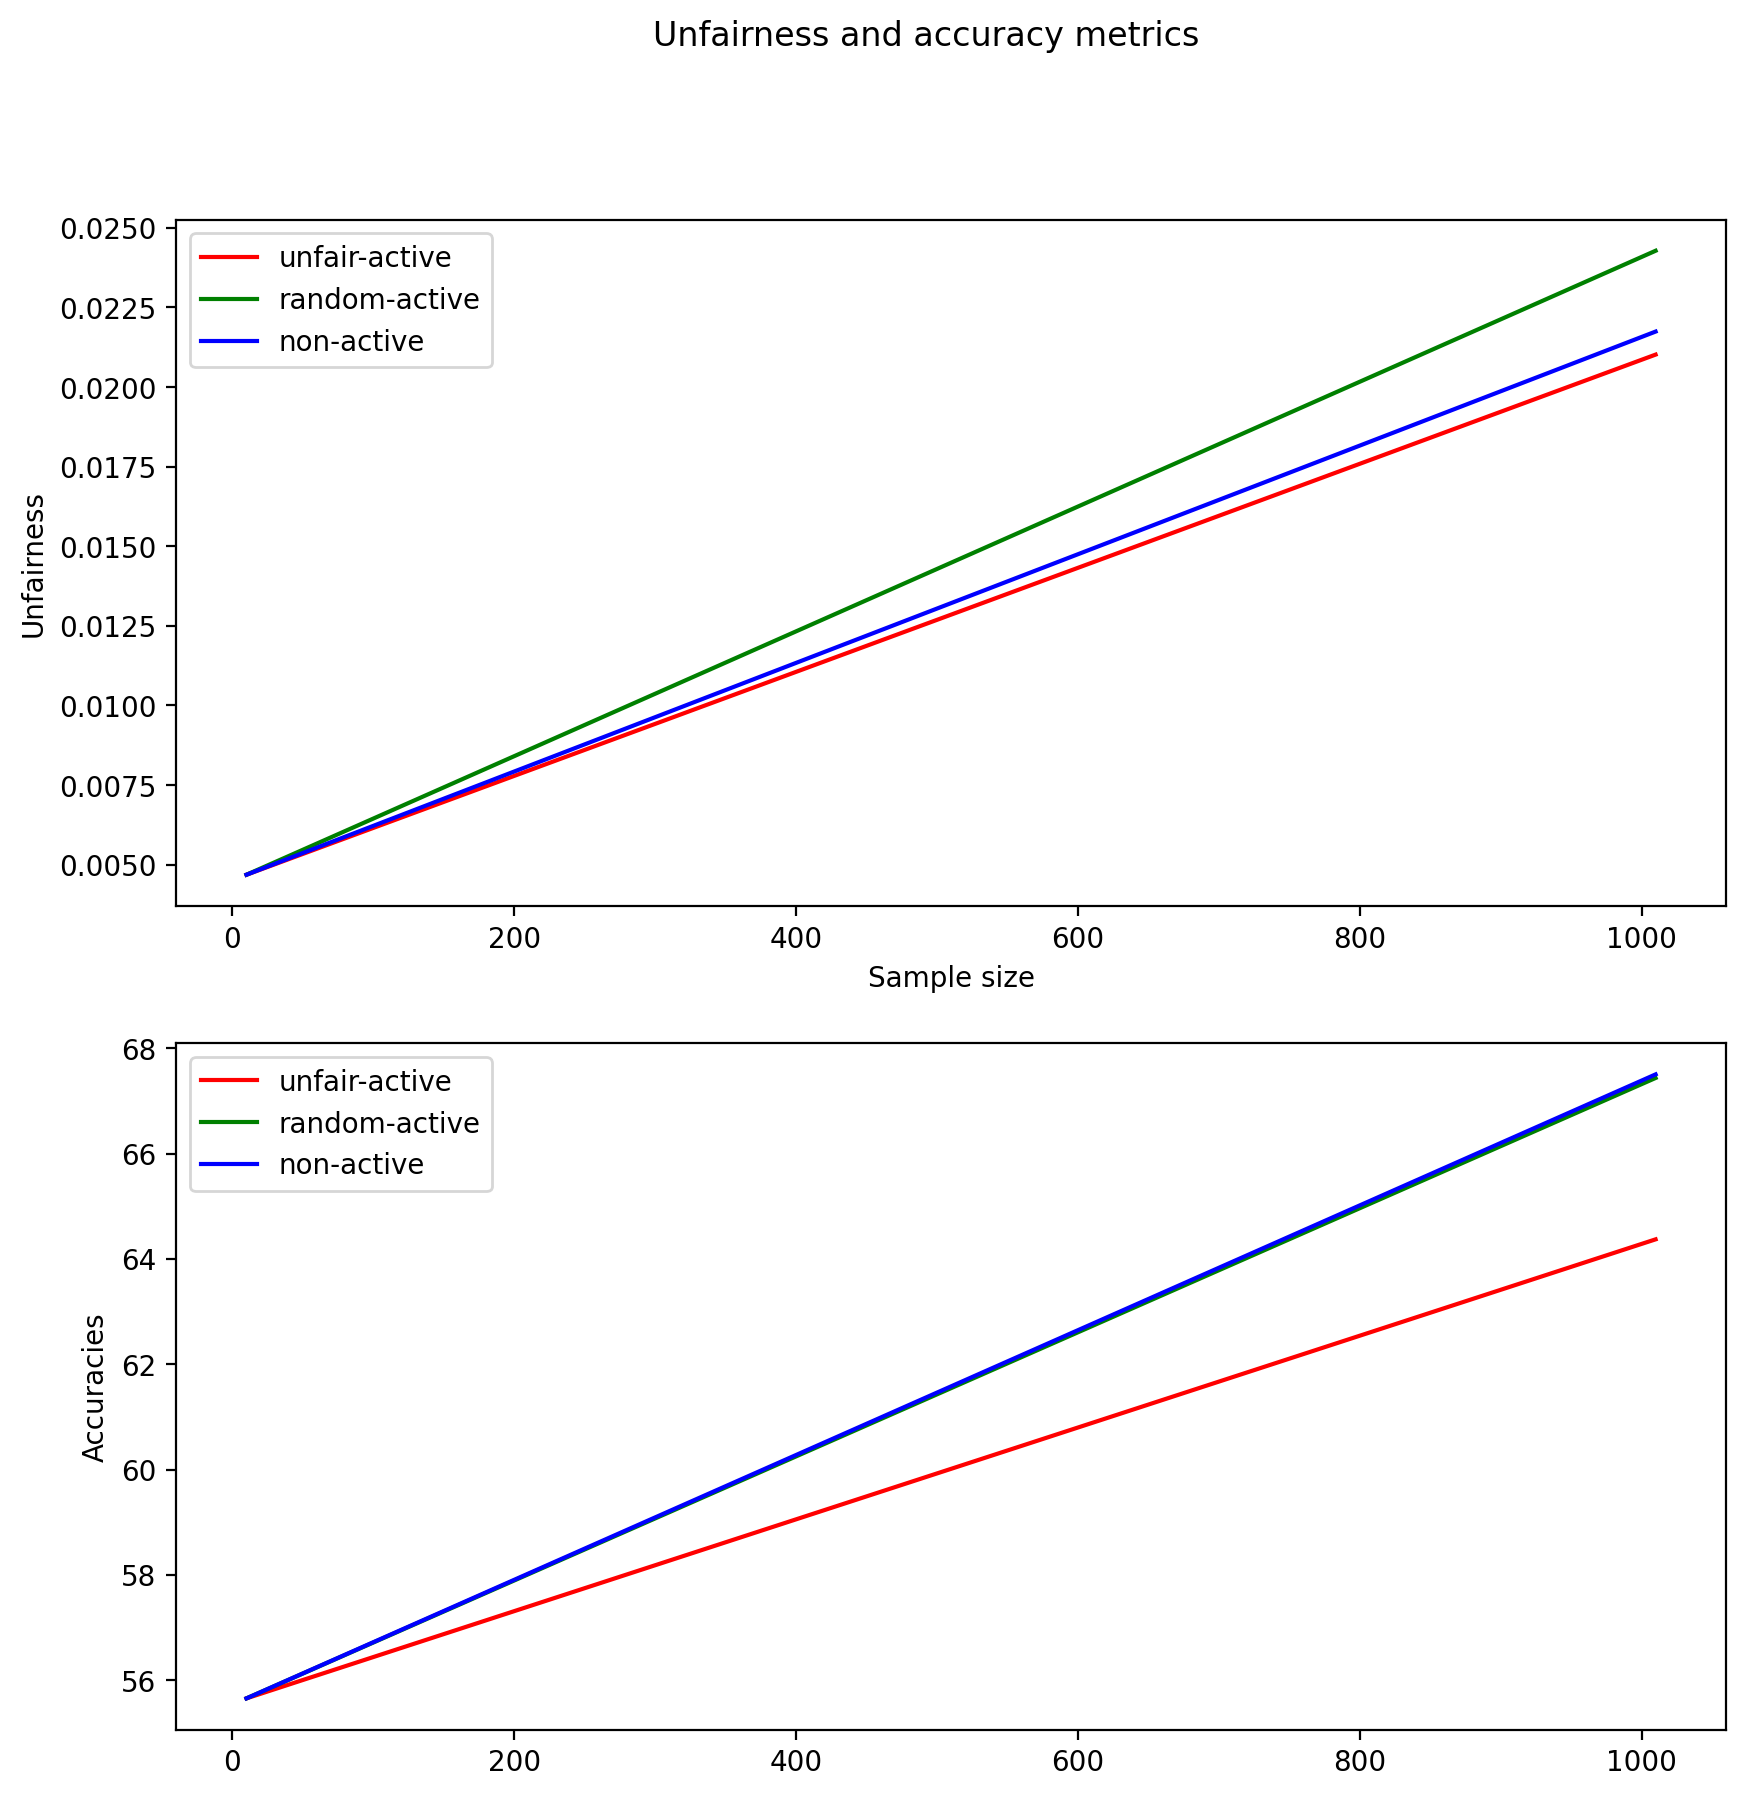 Unfairness and accuracy metrics
0.0250
0.0225
0.0200
0.0175
0.0150
0.0125
0.0100
0.0075
0.0050
Unfairness
unfair-active
random-active
non-active
0 200 400 600 800 1000
Sample size
68
66
64
62
60
58
56
Accuracies
unfair-active
random-active
non-active
0 200 400 600 800 1000